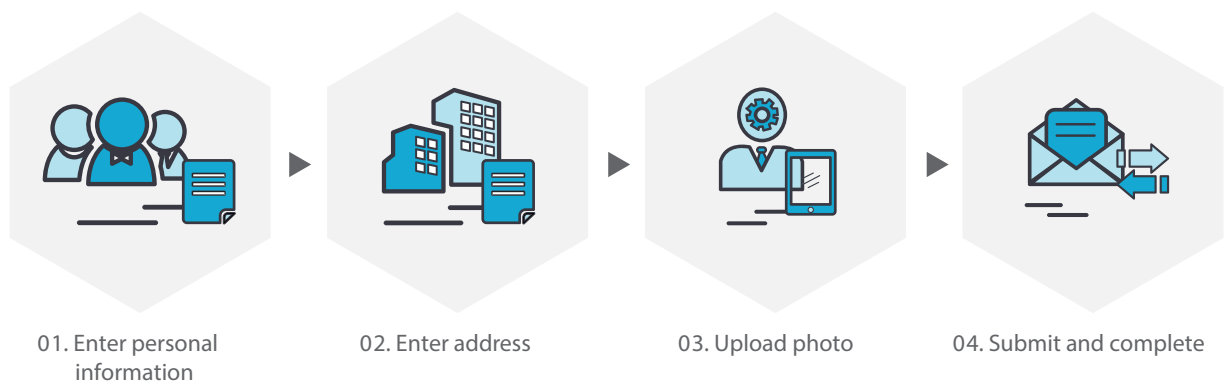 01. Enter personal
information
02. Enter address
03. Upload photo
04. Submit and complete